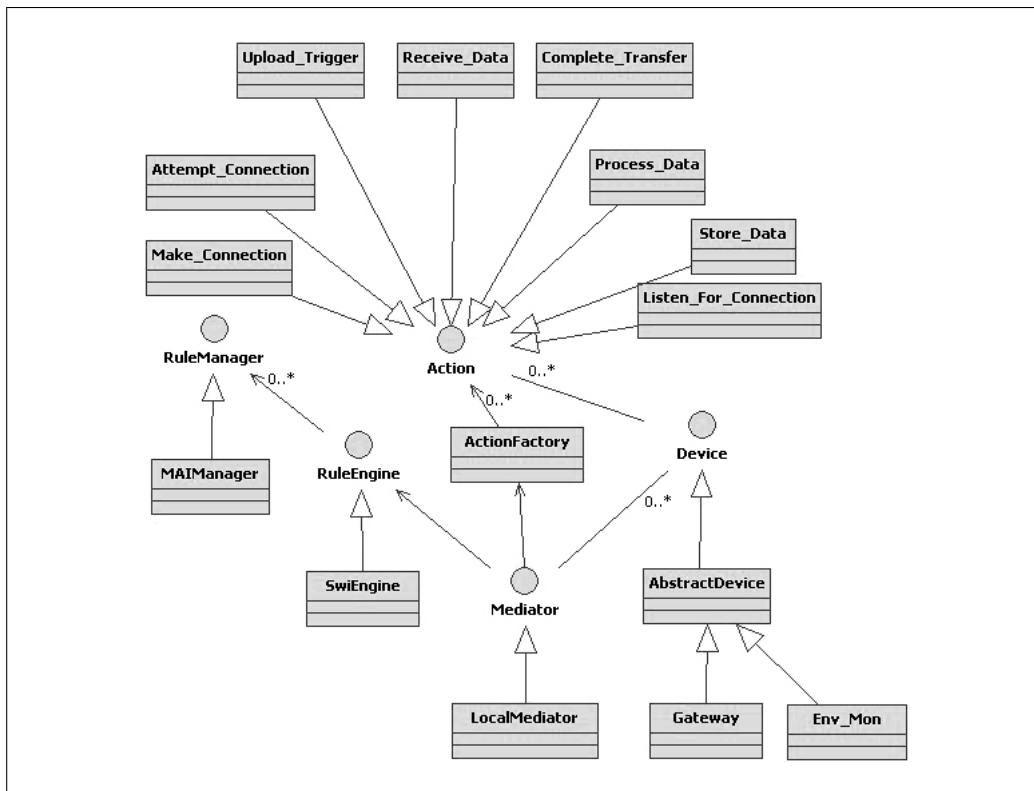 Upload_Trigger
Receive_Data
Complete_Transfer
Attempt_Connection
Process_Data
Make_Connection
Store_Data
Listen_For_Connection
RuleManager
Action
0..*
0..*
0..*
ActionFactory
Device
MAIManager
RuleEngine
0..*
SwiEngine
Mediator
AbstractDevice
LocalMediator
Gateway
Env_Mon